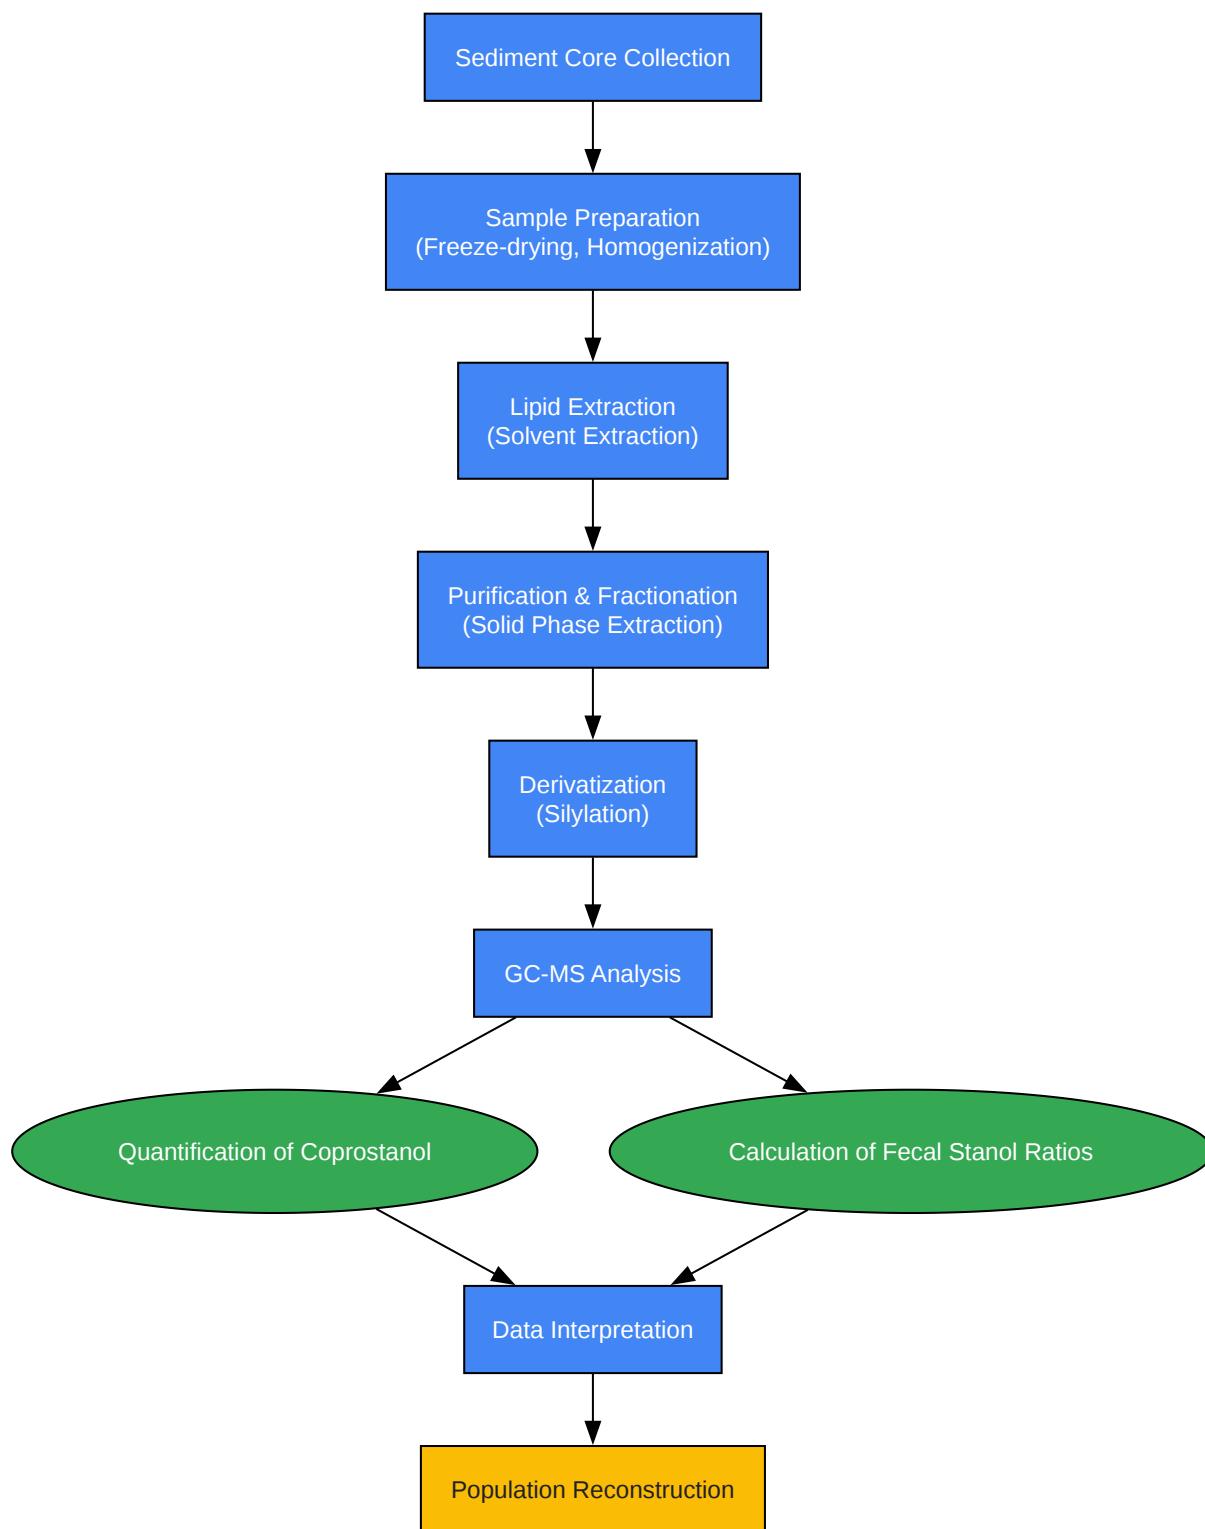 Sediment Core Collection
Sample Preparation
(Freeze-drying, Homogenization)
Lipid Extraction
(Solvent Extraction)
Purification & Fractionation
(Solid Phase Extraction)
Derivatization
(Silylation)
GC-MS Analysis
Quantification of Coprostanol
Calculation of Fecal Stanol Ratios
Data Interpretation
Population Reconstruction